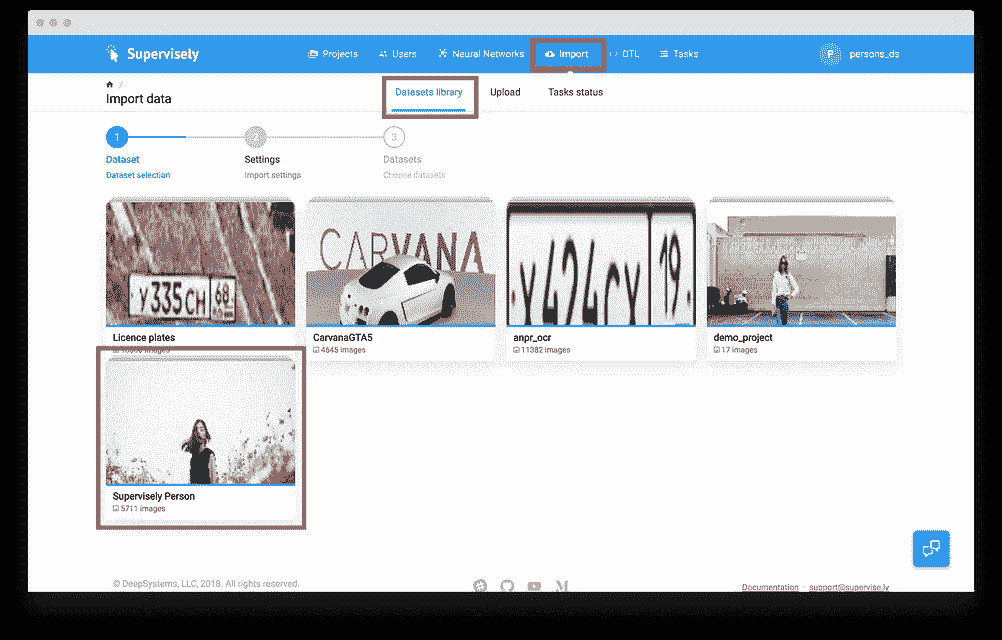 Supervisely
Projects
Users
Neural Networks
Import
DTL
Tasks
P
persons_ds
/
Import data
Datasets library
Upload
Tasks status
1
2
3
Dataset
Settings
Datasets
Dataset selection
Import settings
Choose datasets
У335СН 68
CARVANA
У424СУ 19
Licence plates
images
CarvanaGTA5
4645 images
anpr_ocr
11382 images
demo_project
17 images
Supervisely Person
5711 images
© DeepSystems, LLC, 2018. All rights reserved.
Documentation · support@supervise.ly